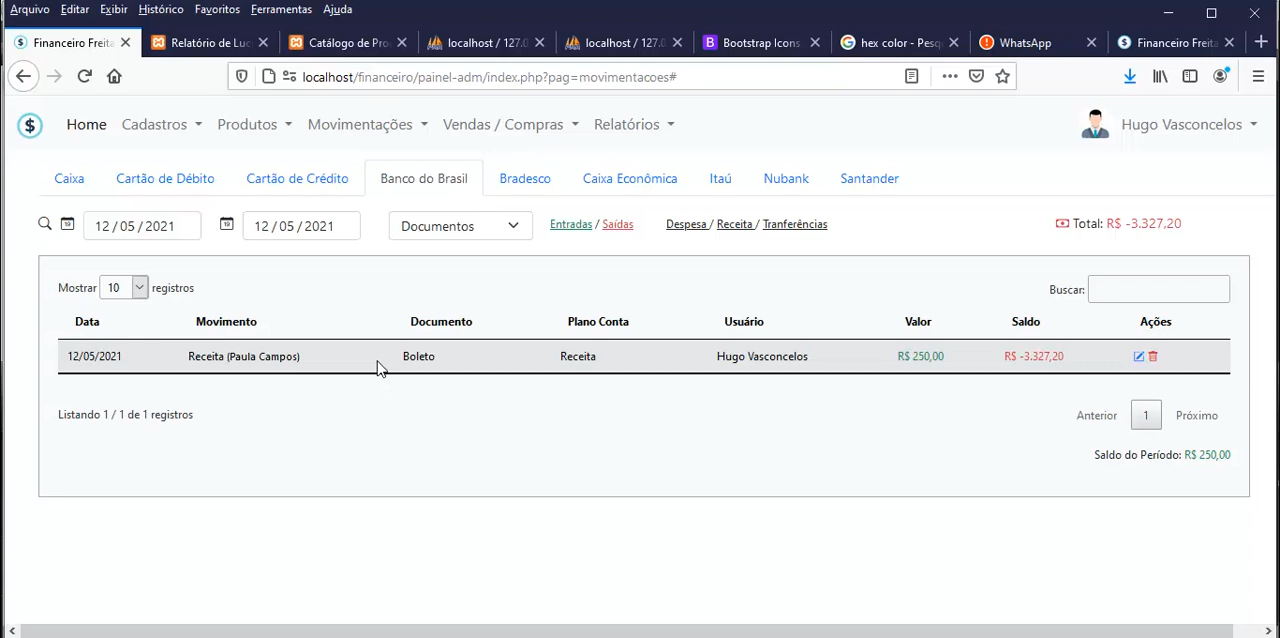 Arquivo Editar Exibir Histórico Favoritos Ferramentas Ajuda
Financeiro Freita Relatório de Luc Catálogo de Pro localhost / 127.0 localhost / 127.0 Bootstrap Icons hex color - Pesq WhatsApp Financeiro Freita
localhost/financeiro/painel-adm/index.php?pag=movimentacoes#
$ Home Cadastros Produtos Movimentações Vendas / Compras Relatórios Hugo Vasconcelos
Caixa Cartão de Débito Cartão de Crédito Banco do Brasil Bradesco Caixa Econômica Itaú Nubank Santander
12/05/2021 12/05/2021 Documentos Entradas / Saídas Despesa / Receita / Tranferências Total: R$ -3.327,20
Mostrar 10 registros Buscar:
Data Movimento Documento Plano Conta Usuário Valor Saldo Ações
12/05/2021 Receita (Paula Campos) Boleto Receita Hugo Vasconcelos R$ 250,00 R$ -3.327,20
Listando 1 / 1 de 1 registros Anterior 1 Próximo
Saldo do Período: R$ 250,00